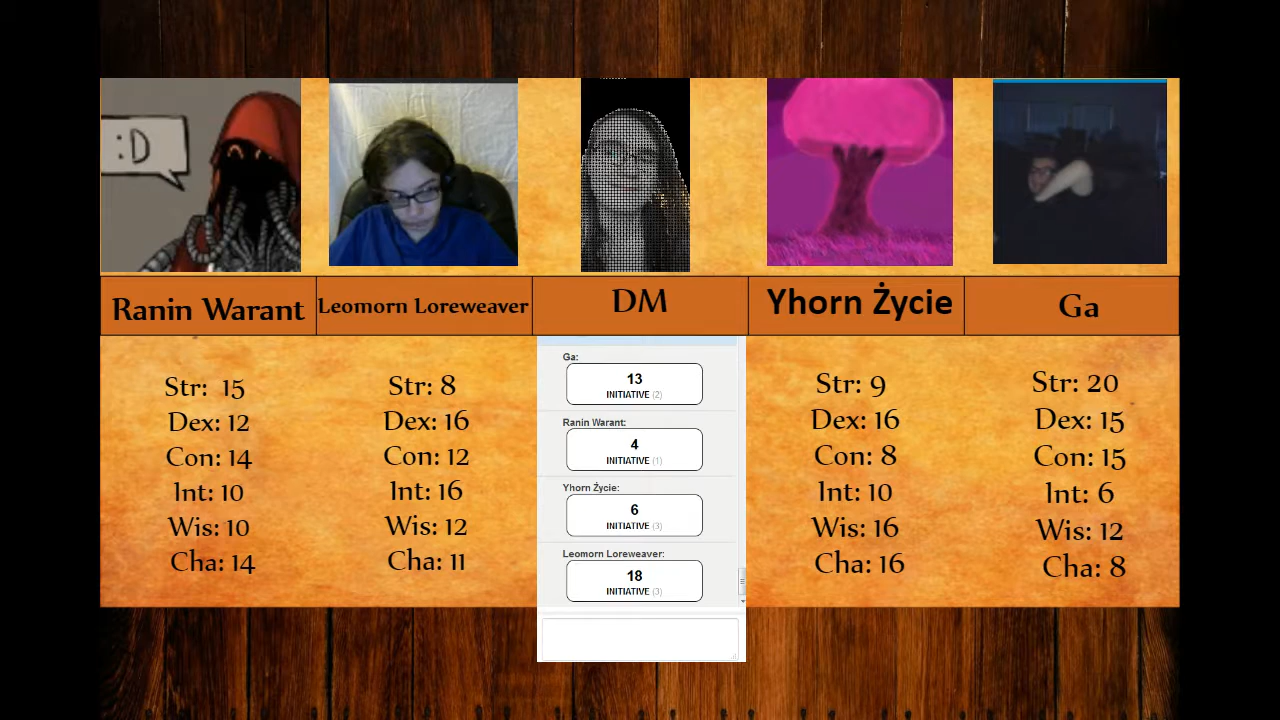 :D
Ranin Warant
Leomorn Loreweaver
DM
Yhorn Życie
Ga
Str: 15
Dex: 12
Con: 14
Int: 10
Wis: 10
Cha: 14
Str: 8
Dex: 16
Con: 12
Int: 16
Wis: 12
Cha: 11
Ga:
13
INITIATIVE (2)
Ranin Warant:
4
INITIATIVE (1)
Yhorn Życie:
6
INITIATIVE (3)
Leomorn Loreweaver:
18
INITIATIVE (3)
Str: 9
Dex: 16
Con: 8
Int: 10
Wis: 16
Cha: 16
Str: 20
Dex: 15
Con: 15
Int: 6
Wis: 12
Cha: 8